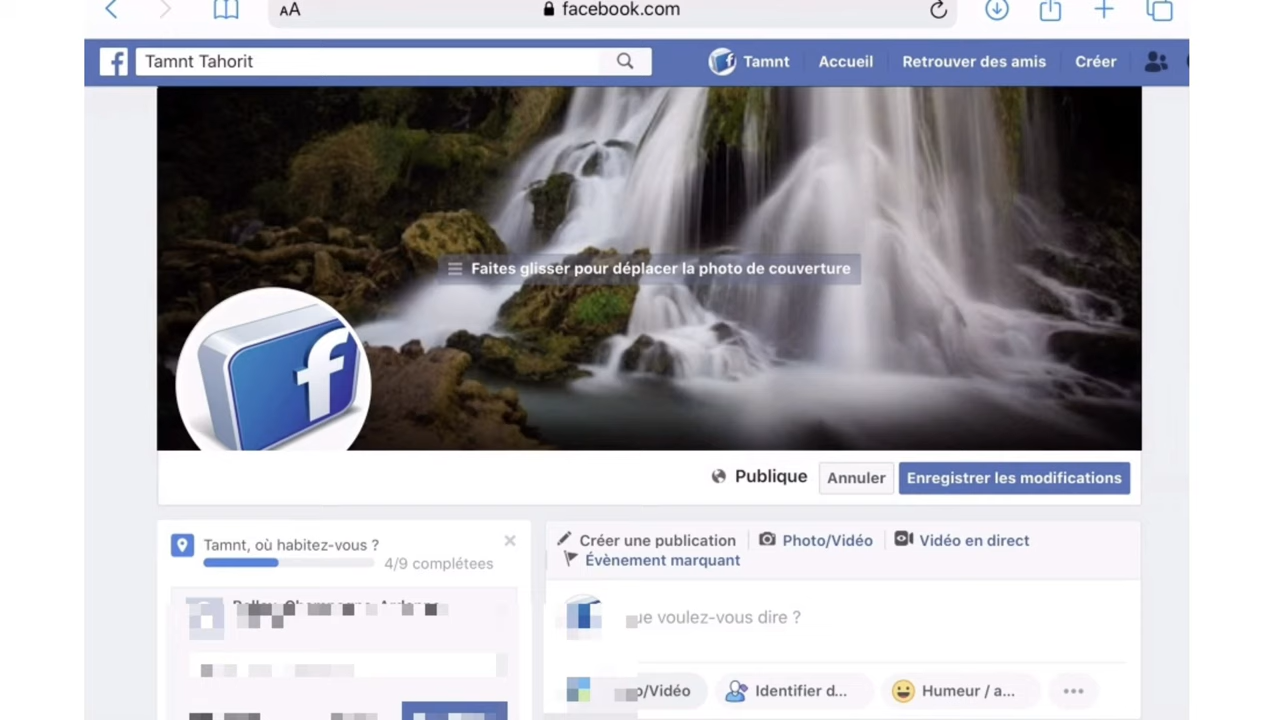 AA facebook.com
Tamnt Tahorit
Tamnt Accueil Retrouver des amis Créer
Faites glisser pour déplacer la photo de couverture
Publique Annuler Enregistrer les modifications
Tamnt, où habitez-vous ?
4/9 complétees
Créer une publication Photo/Vidéo Vidéo en direct
Évènement marquant
voulez-vous dire ?
/Vidéo Identifier d... Humeur / a...